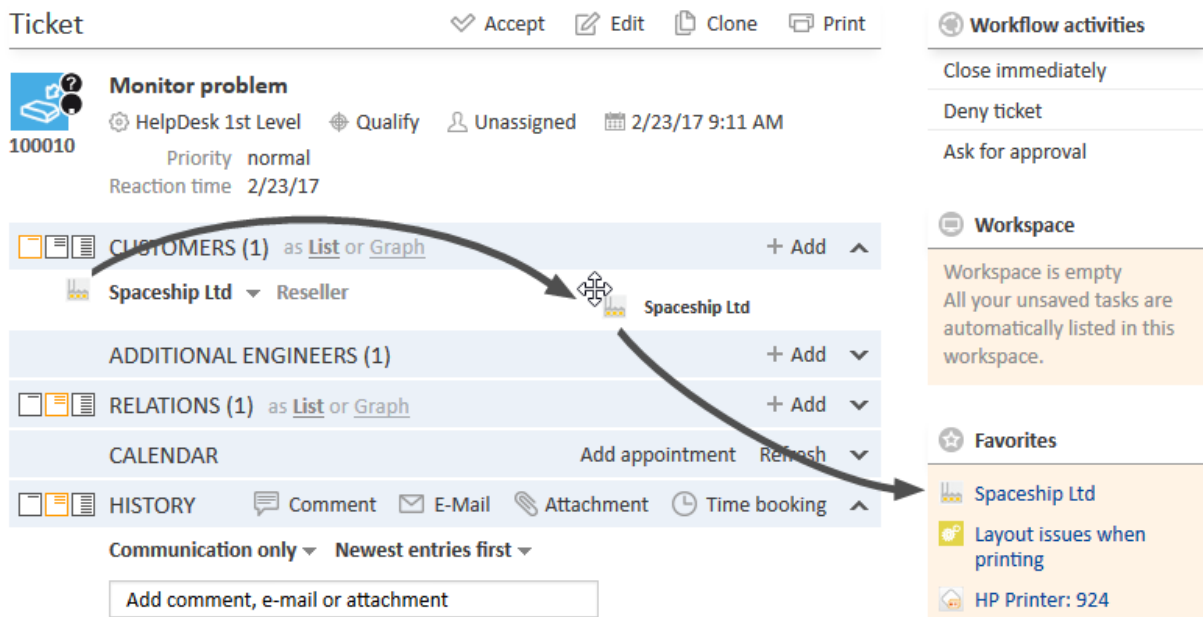 Ticket
Accept Edit Clone Print
Monitor problem
HelpDesk 1st Level Qualify Unassigned 2/23/17 9:11 AM
100010
Priority normal
Reaction time 2/23/17
CUSTOMERS (1) as List or Graph + Add
Spaceship Ltd Reseller
Spaceship Ltd
ADDITIONAL ENGINEERS (1) + Add
RELATIONS (1) as List or Graph + Add
CALENDAR Add appointment Refresh
HISTORY Comment E-Mail Attachment Time booking
Communication only Newest entries first
Add comment, e-mail or attachment
Workflow activities
Close immediately
Deny ticket
Ask for approval
Workspace
Workspace is empty
All your unsaved tasks are
automatically listed in this
workspace.
Favorites
Spaceship Ltd
Layout issues when
printing
HP Printer: 924